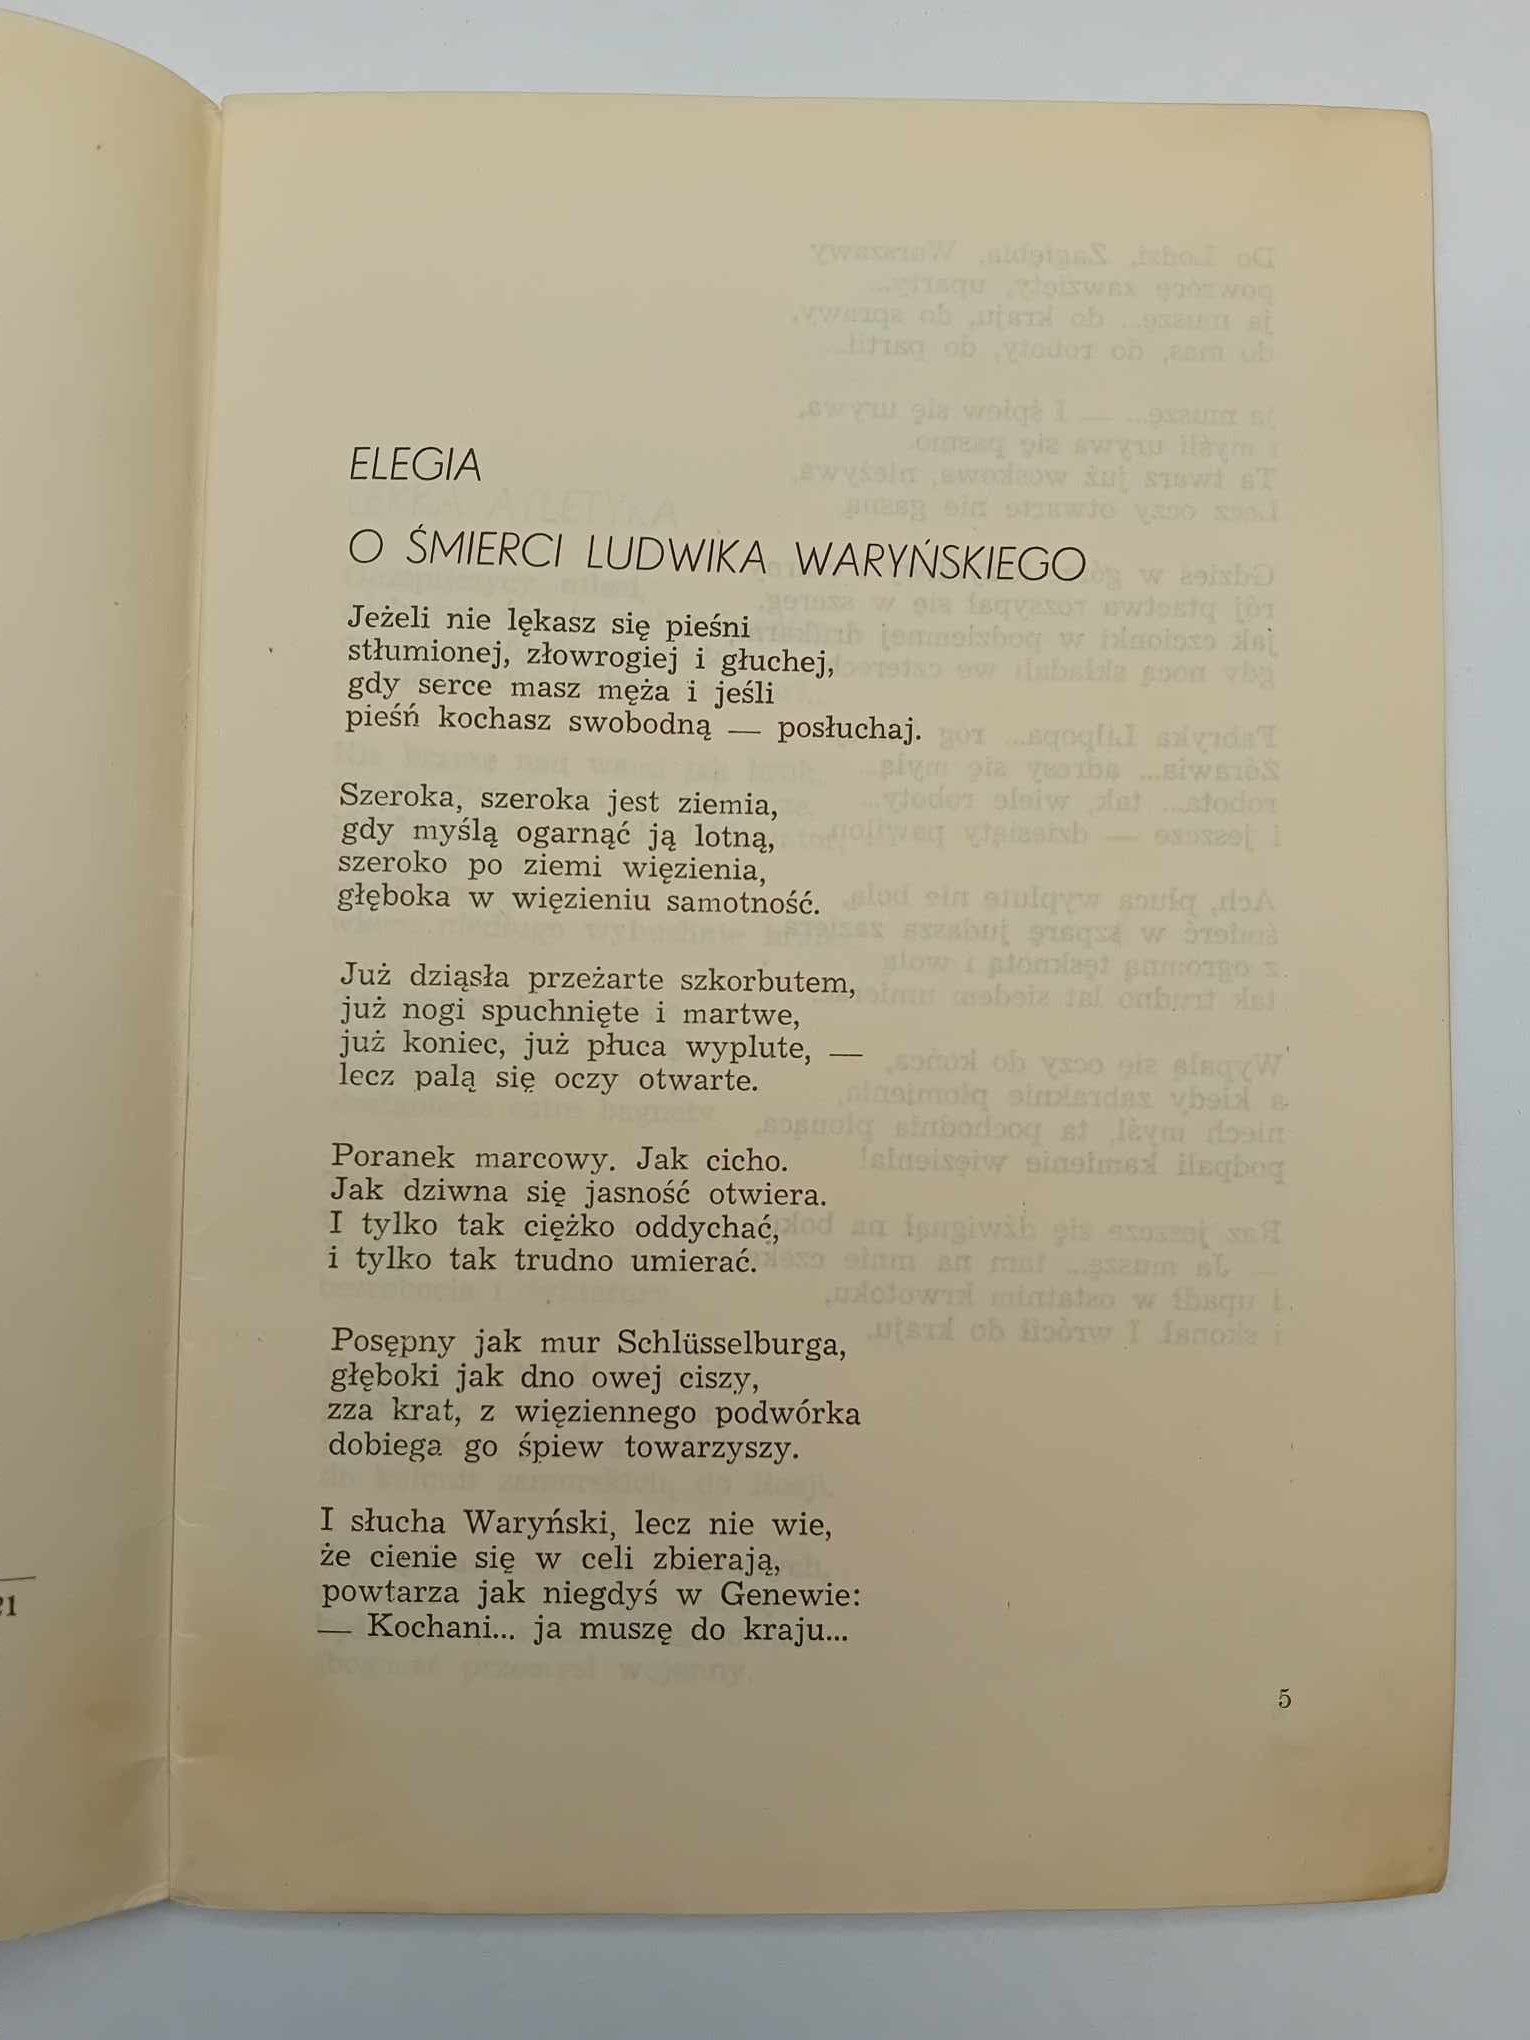 ELEGIA
O ŚMIERCI LUDWIKA WARYŃSKIEGO
Jeżeli nie lękasz się pieśni
stłumionej, złowrogiej i głuchej,
gdy serce masz męża i jeśli
pieśń kochasz swobodną — posłuchaj.
Szeroka, szeroka jest ziemia,
gdy myślą ogarnąć ją lotną,
szeroko po ziemi więzienia,
głęboka w więzieniu samotność.
Już dziąsła przeżarte szkorbutem,
już nogi spuchnięte i martwe,
już koniec, już płuca wyplute, —
lecz palą się oczy otwarte.
Poranek marcowy. Jak cicho.
Jak dziwna się jasność otwiera.
I tylko tak ciężko oddychać,
i tylko tak trudno umierać.
Posępny jak mur Schlüsselburga,
głęboki jak dno owej ciszy,
zza krat, z więziennego podwórka
dobiega go śpiew towarzyszy.
I słucha Waryński, lecz nie wie,
że cienie się w celi zbierają,
powtarza jak niegdyś w Genewie:
— Kochani... ja muszę do kraju...
5
21